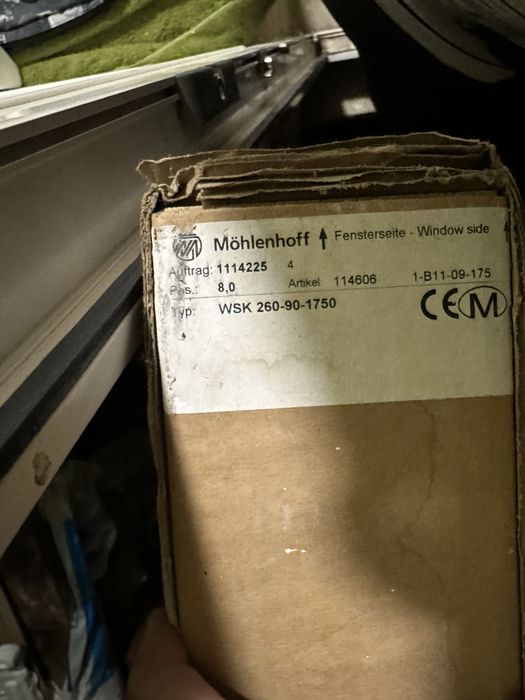 Möhlenhoff Fensterseite - Window side
Auftrag: 1114225 4
Pos.: 8,0 Artikel 114606 1-B11-09-175
Typ: WSK 260-90-1750
CE M